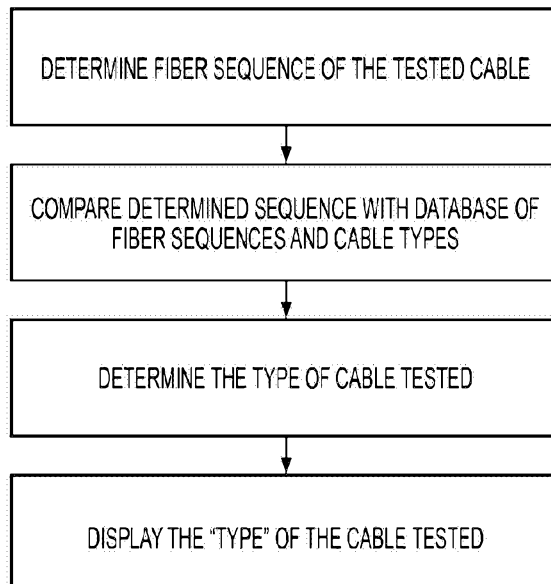 DETERMINE FIBER SEQUENCE OF THE TESTED CABLE
COMPARE DETERMINED SEQUENCE WITH DATABASE OF
FIBER SEQUENCES AND CABLE TYPES
DETERMINE THE TYPE OF CABLE TESTED
DISPLAY THE "TYPE" OF THE CABLE TESTED